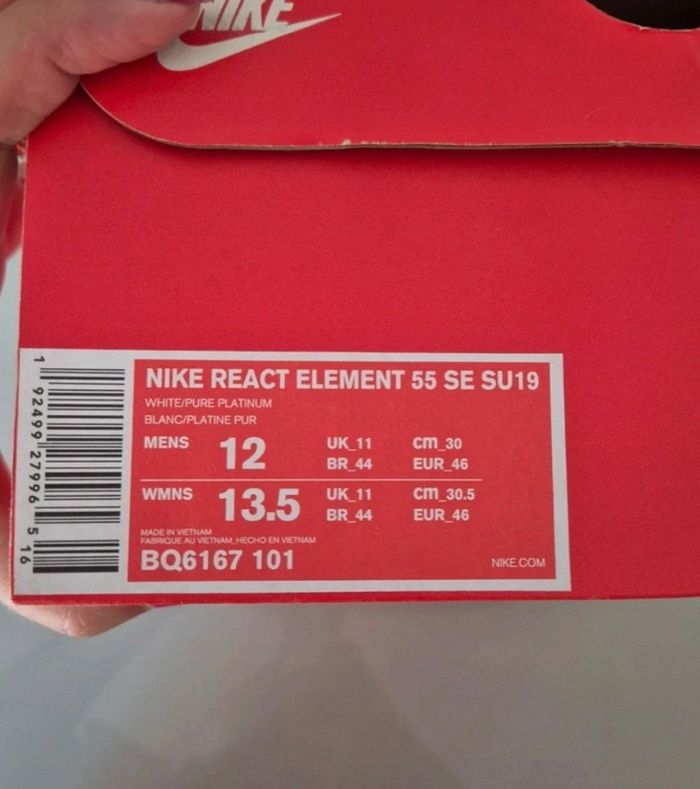 NIKE
NIKE REACT ELEMENT 55 SE SU19
WHITE/PURE PLATINUM
BLANC/PLATINE PUR
MENS 12 UK_11 cm_30
BR_44 EUR_46
WMNS 13.5 UK_11 cm_30.5
BR_44 EUR_46
MADE IN VIETNAM
FABRIQUE AU VIETNAM_HECHO EN VIETNAM
BQ6167 101
NIKE.COM
1 92499 27996 5 16